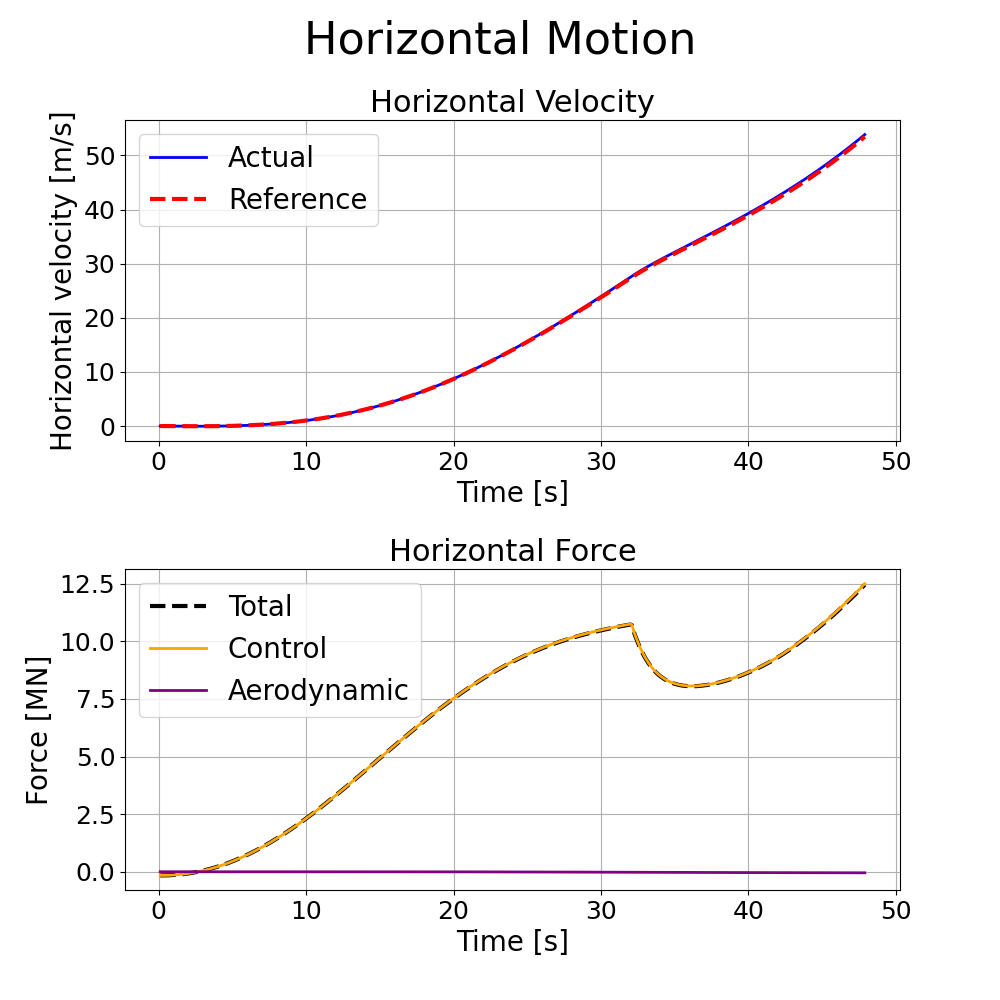 Horizontal Motion
Horizontal Velocity
Horizontal velocity [m/s]
50
40
30
20
10
0
Actual
Reference
0 10 20 30 40 50
Time [s]
Horizontal Force
Force [MN]
12.5
10.0
7.5
5.0
2.5
0.0
Total
Control
Aerodynamic
0 10 20 30 40 50
Time [s]